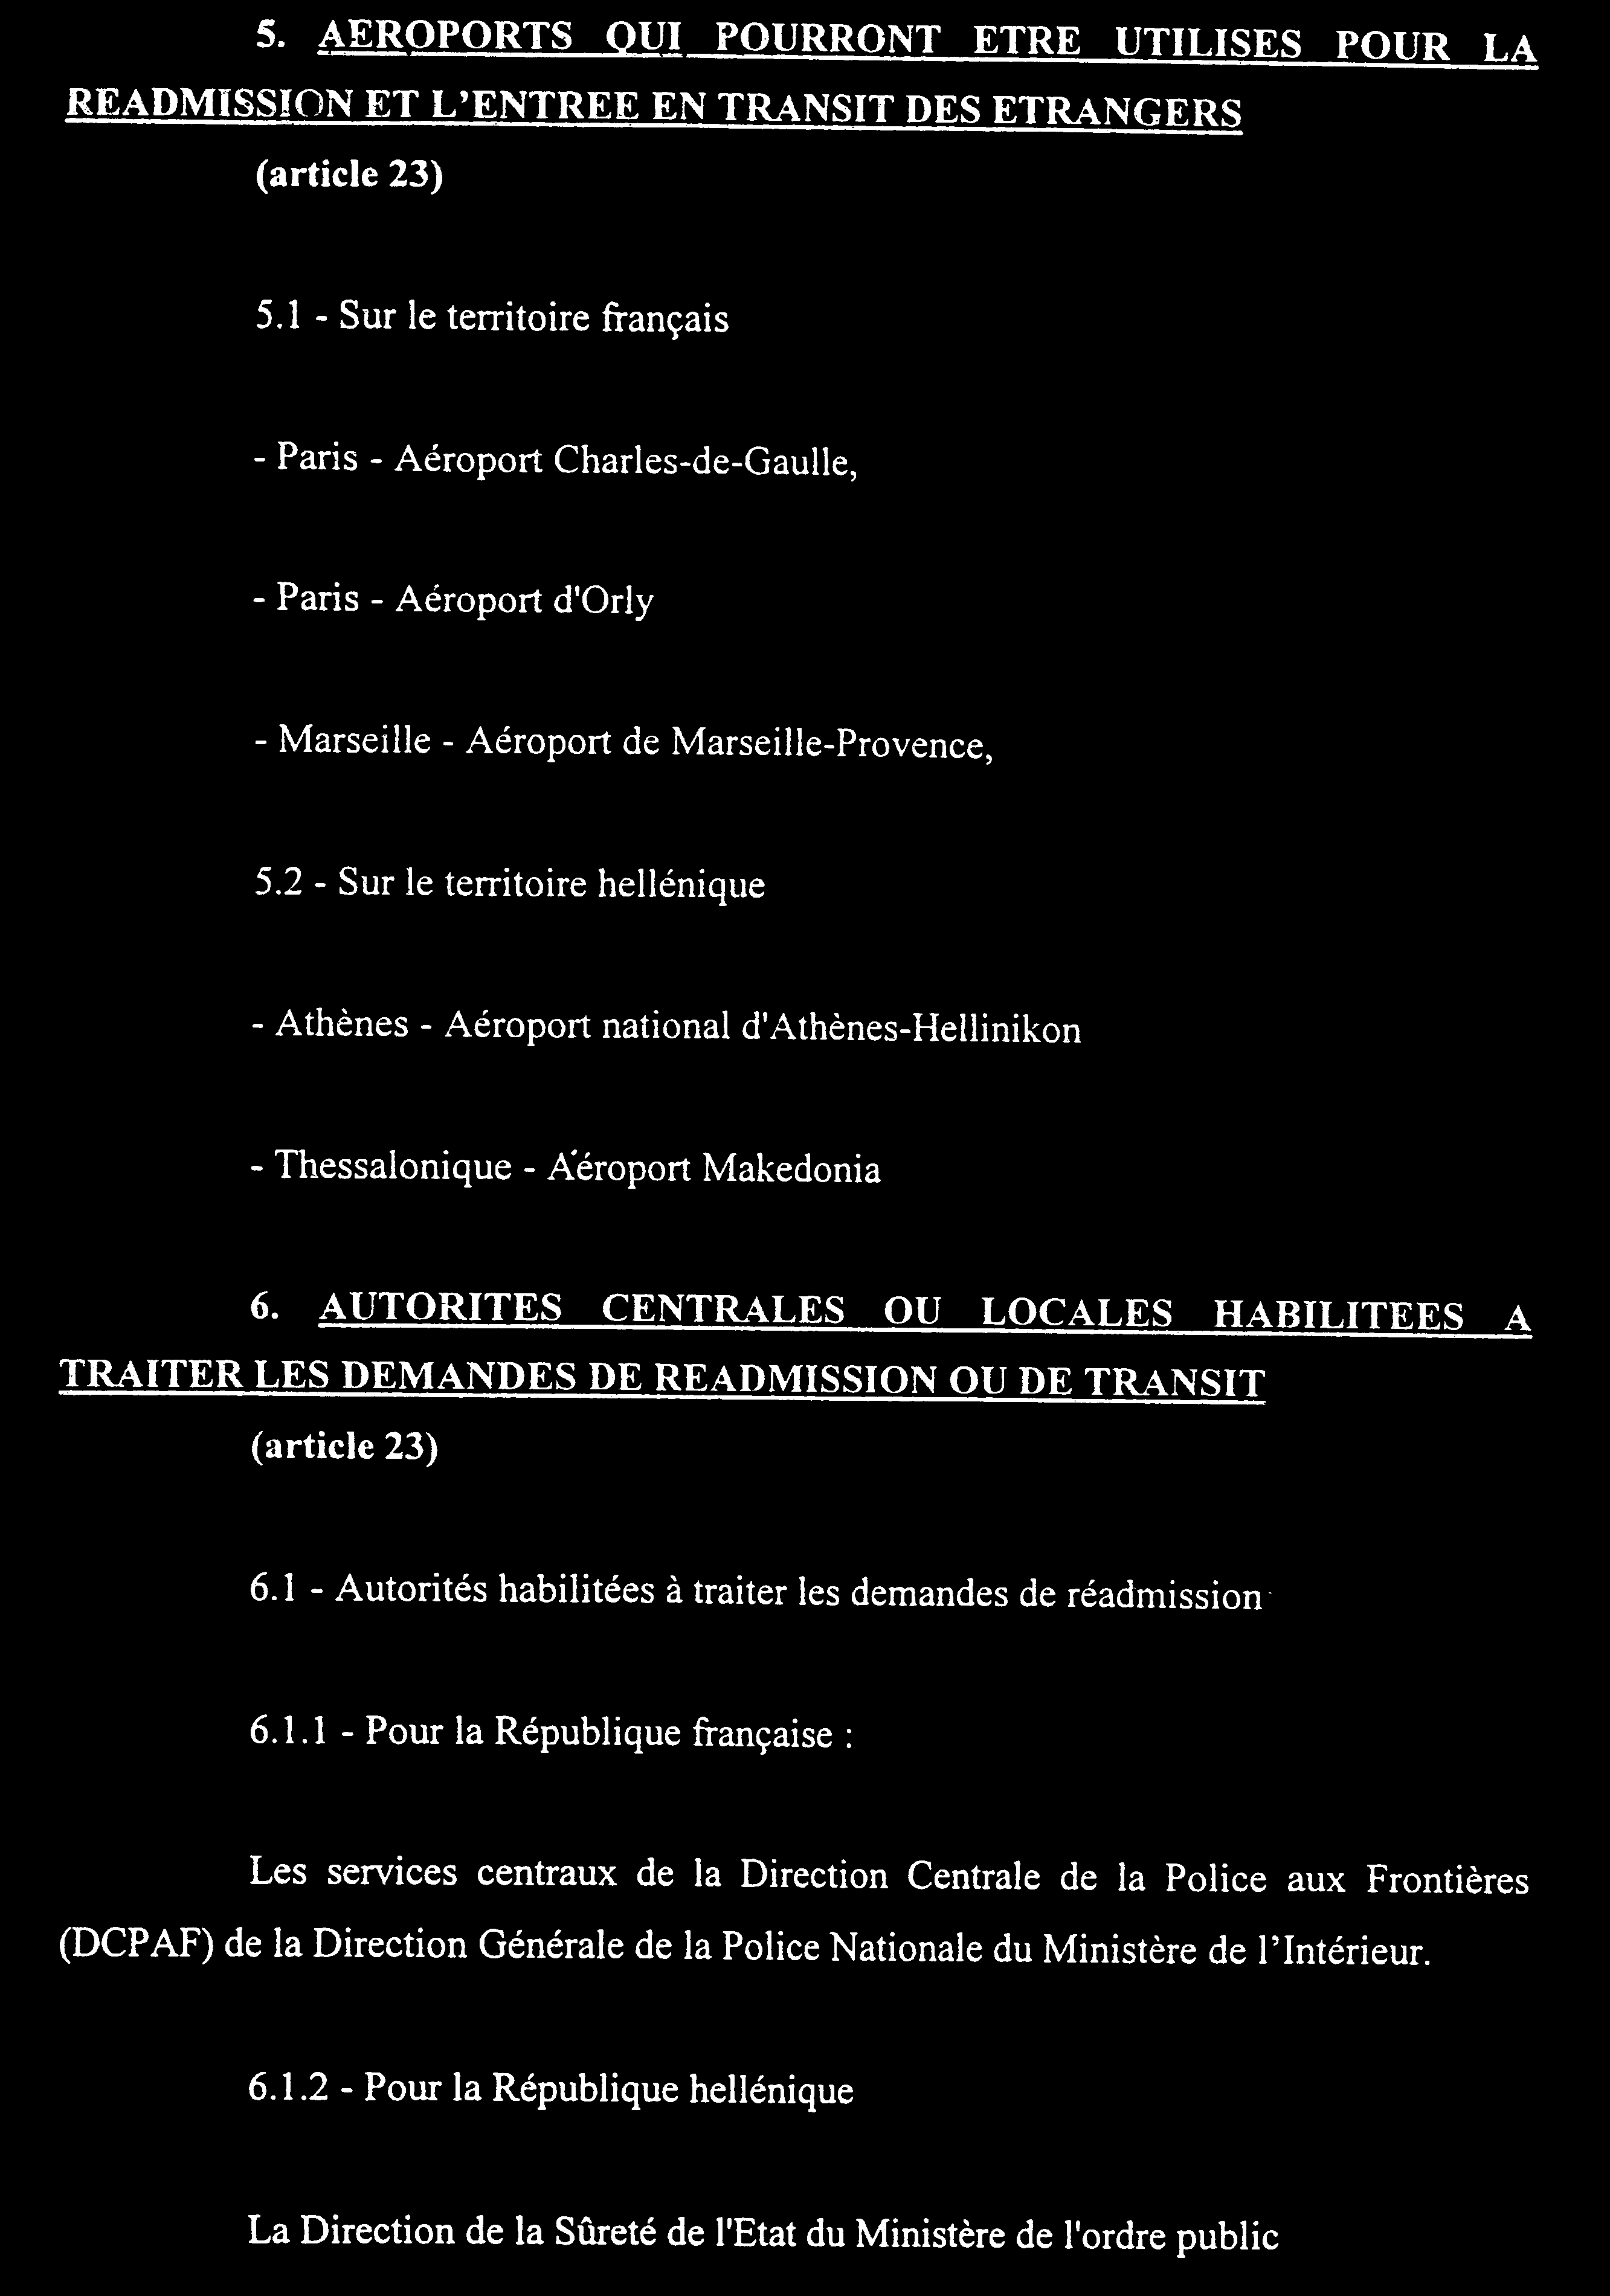 5. AEROPORTS QUI POURRONT ETRE UTILISES POUR LA
READMISSION ET L’ENTREE EN TRANSIT DES ETRANGERS
(article 23)
5.1 - Sur le territoire français
- Paris - Aéroport Charles-de-Gaulle,
- Paris - Aéroport d'Orly
- Marseille - Aéroport de Marseille-Provence,
5.2 - Sur le territoire hellénique
- Athènes - Aéroport national d'Athènes-Hellinikon
- Thessalonique - Aéroport Makedonia
6. AUTORITES CENTRALES OU LOCALES HABILITEES A
TRAITER LES DEMANDES DE READMISSION OU DE TRANSIT
(article 23)
6.1 - Autorités habilitées à traiter les demandes de réadmission
6.1.1 - Pour la République française :
Les services centraux de la Direction Centrale de la Police aux Frontières
(DCPAF) de la Direction Générale de la Police Nationale du Ministère de l’Intérieur.
6.1.2 - Pour la République hellénique
La Direction de la Sûreté de l'Etat du Ministère de l'ordre public